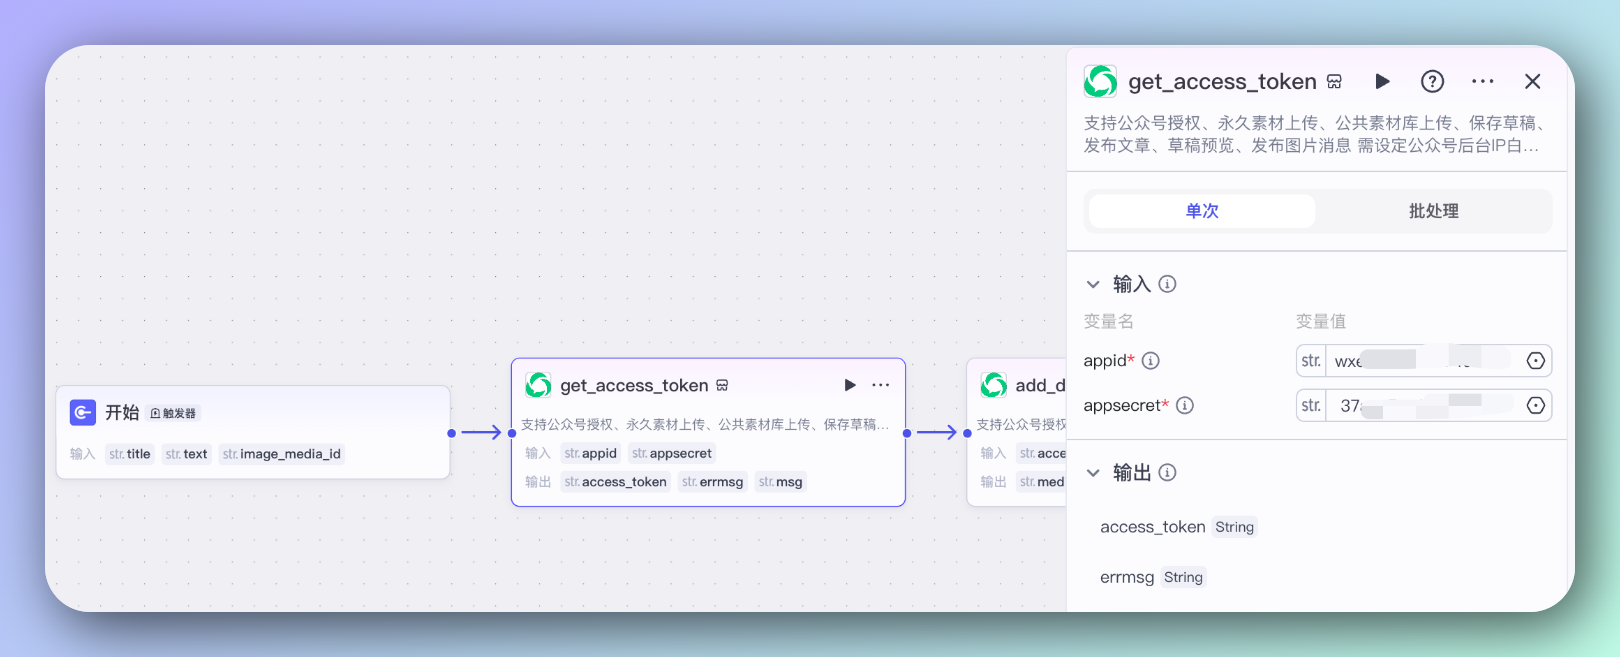 开始 触发器
输入 str. title str. text str. image_media_id
get_access_token
支持公众号授权、永久素材上传、公共素材库上传、保存草稿...
输入 str. appid str. appsecret
输出 str. access_token str. errmsg str. msg
add_d
支持公众号授权
输入 str. acce
输出 str. med
get_access_token
支持公众号授权、永久素材上传、公共素材库上传、保存草稿、
发布文章、草稿预览、发布图片消息 需设定公众号后台IP白...
单次 批处理
输入
变量名 变量值
appid* str. wxe
appsecret* str. 37
输出
access_token String
errmsg String